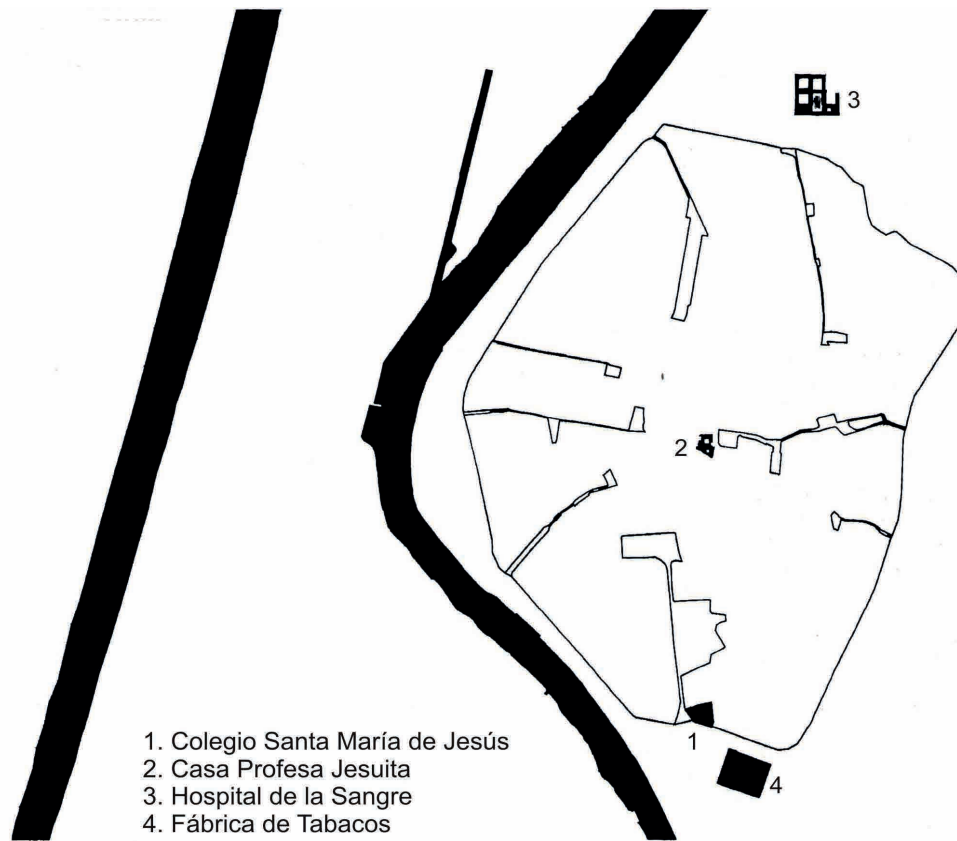 3
2
1
4
1. Colegio Santa María de Jesús
2. Casa Profesa Jesuita
3. Hospital de la Sangre
4. Fábrica de Tabacos